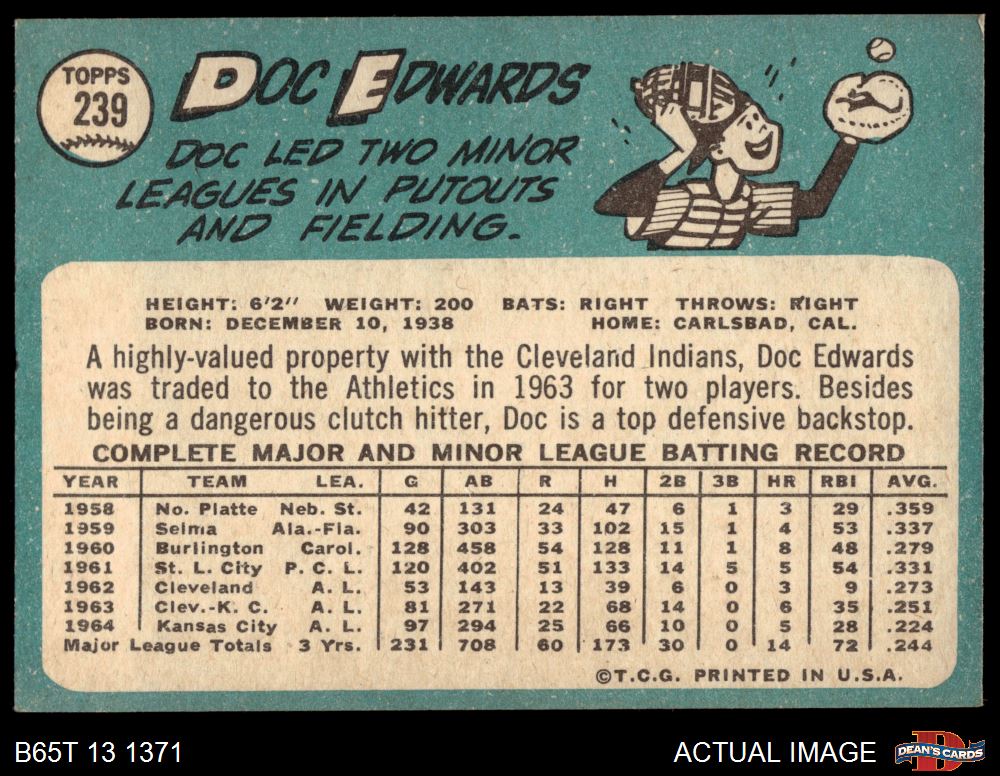 TOPPS
239
DOC EDWARDS
DOC LED TWO MINOR
LEAGUES IN PUTOUTS
AND FIELDING.
HEIGHT: 6'2" WEIGHT: 200 BATS: RIGHT THROWS: RIGHT
BORN: DECEMBER 10, 1938 HOME: CARLSBAD, CAL.
A highly-valued property with the Cleveland Indians, Doc Edwards
was traded to the Athletics in 1963 for two players. Besides
being a dangerous clutch hitter, Doc is a top defensive backstop.
COMPLETE MAJOR AND MINOR LEAGUE BATTING RECORD
YEAR TEAM LEA. G AB R H 2B 3B HR RBI AVG.
1958 No. Platte Neb. St. 42 131 24 47 6 1 3 29 .359
1959 Selma Ala.-Fla. 90 303 33 102 15 1 4 53 .337
1960 Burlington Carol. 128 458 54 128 11 1 8 48 .279
1961 St. L. City P. C. L. 120 402 51 133 14 5 5 54 .331
1962 Cleveland A. L. 53 143 13 39 6 0 3 9 .273
1963 Clev.-K. C. A. L. 81 271 22 68 14 0 6 35 .251
1964 Kansas City A. L. 97 294 25 66 10 0 5 28 .224
Major League Totals 3 Yrs. 231 708 60 173 30 0 14 72 .244
©T.C.G. PRINTED IN U.S.A.
B65T 13 1371 ACTUAL IMAGE DEAN'S CARDS